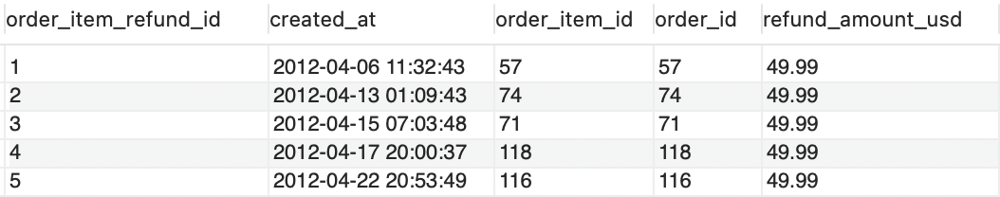 order_item_refund_id created_at order_item_id order_id refund_amount_usd
1 2012-04-06 11:32:43 57 57 49.99
2 2012-04-13 01:09:43 74 74 49.99
3 2012-04-15 07:03:48 71 71 49.99
4 2012-04-17 20:00:37 118 118 49.99
5 2012-04-22 20:53:49 116 116 49.99